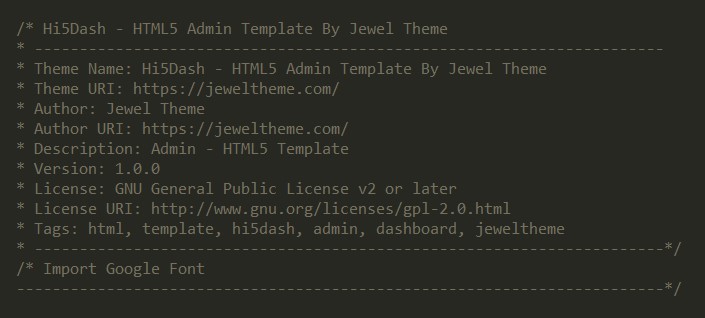 /* Hi5Dash - HTML5 Admin Template By Jewel Theme
* ----------------------------------------------------------------------
* Theme Name: Hi5Dash - HTML5 Admin Template By Jewel Theme
* Theme URI: https://jeweltheme.com/
* Author: Jewel Theme
* Author URI: https://jeweltheme.com/
* Description: Admin - HTML5 Template
* Version: 1.0.0
* License: GNU General Public License v2 or later
* License URI: http://www.gnu.org/licenses/gpl-2.0.html
* Tags: html, template, hi5dash, admin, dashboard, jeweltheme
* ----------------------------------------------------------------------*/
/* Import Google Font
------------------------------------------------------------------------*/